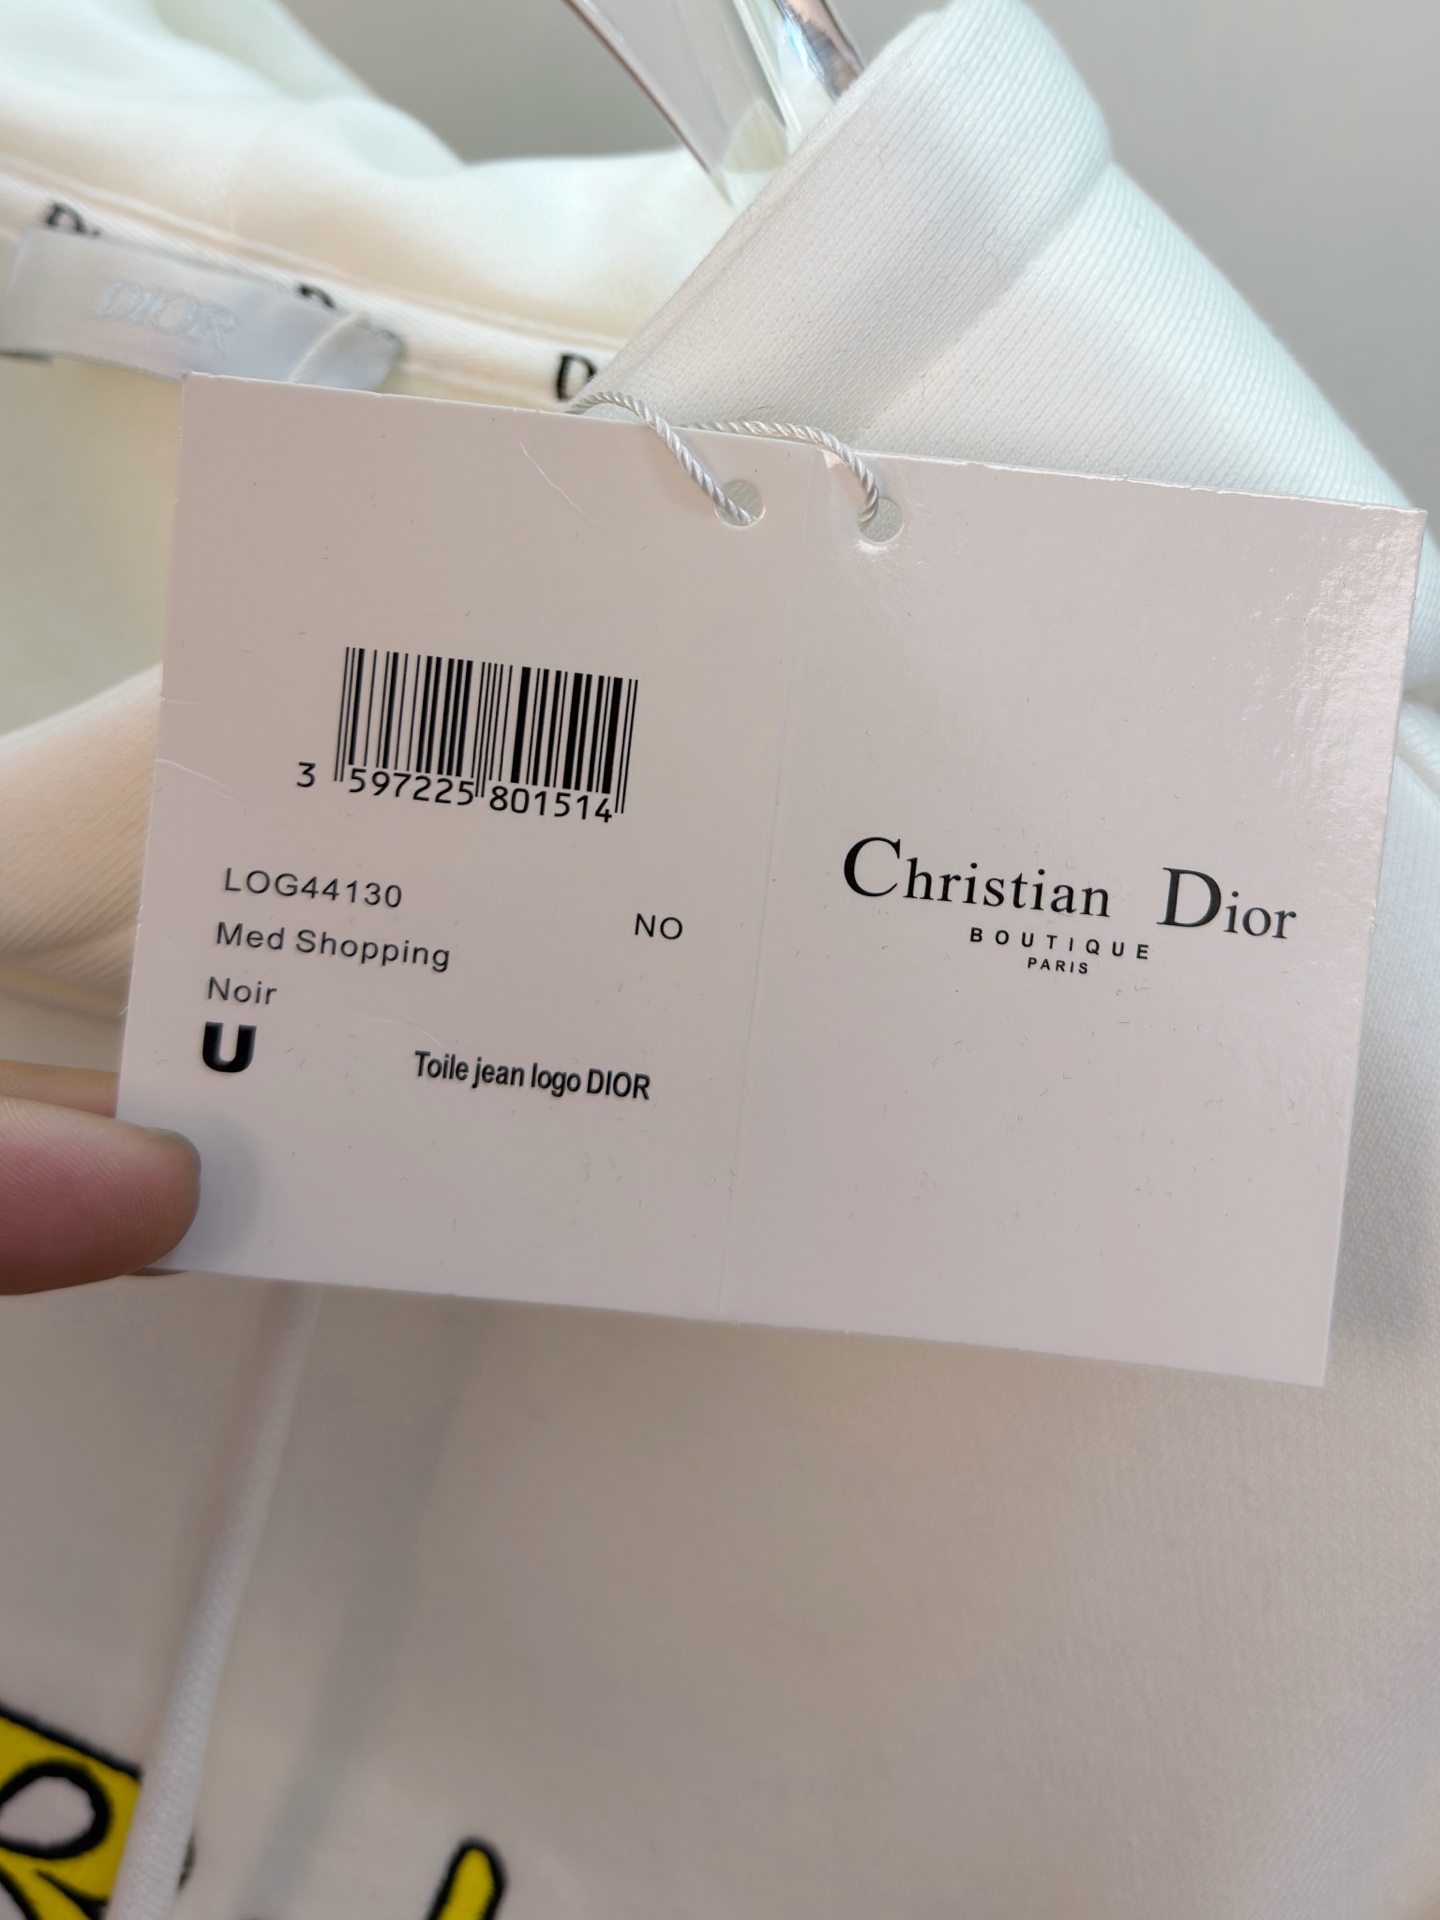 DIOR
3 597225 801514
LOG44130
NO
Med Shopping
Noir
U
Toile jean logo DIOR
Christian Dior
BOUTIQUE
PARIS